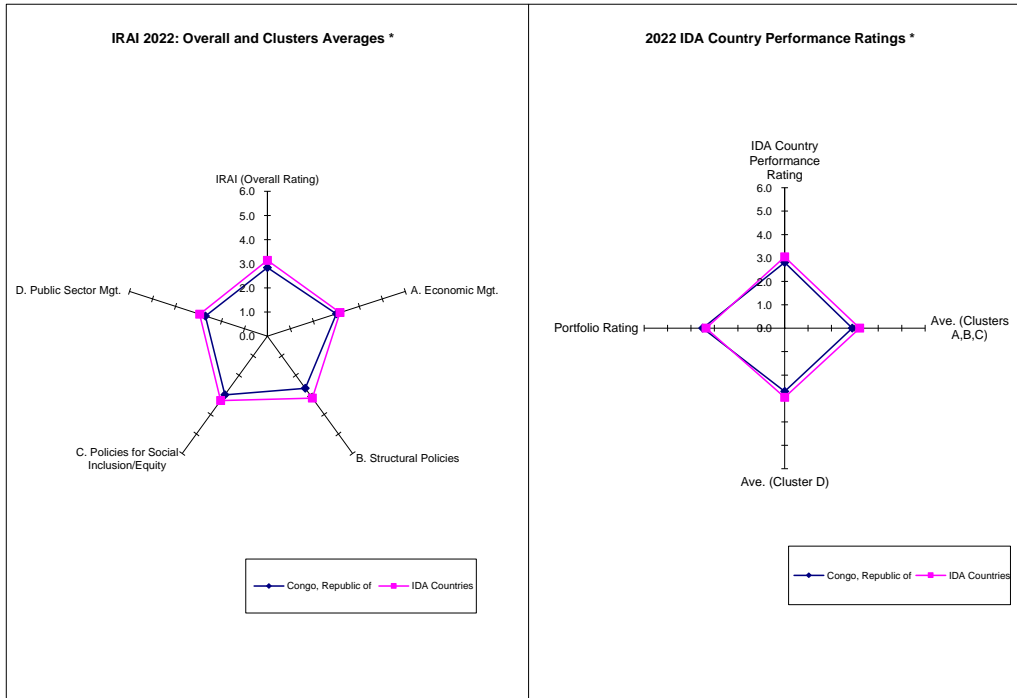 IRAI 2022: Overall and Clusters Averages *
IRAI (Overall Rating)
6.0
5.0
4.0
3.0
2.0
1.0
0.0
A. Economic Mgt.
B. Structural Policies
C. Policies for Social
Inclusion/Equity
D. Public Sector Mgt.
Congo, Republic of
IDA Countries
2022 IDA Country Performance Ratings *
IDA Country
Performance
Rating
6.0
5.0
4.0
3.0
2.0
1.0
0.0
Ave. (Clusters
A,B,C)
Ave. (Cluster D)
Portfolio Rating
Congo, Republic of
IDA Countries